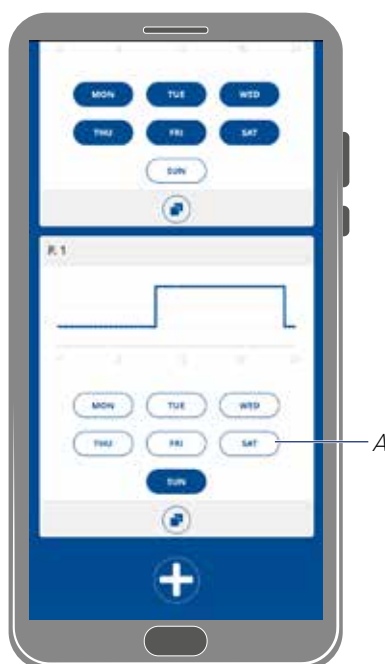 MON TUE WED
THU FRI SAT
SUN
P. 1
MON TUE WED
THU FRI SAT
A
SUN